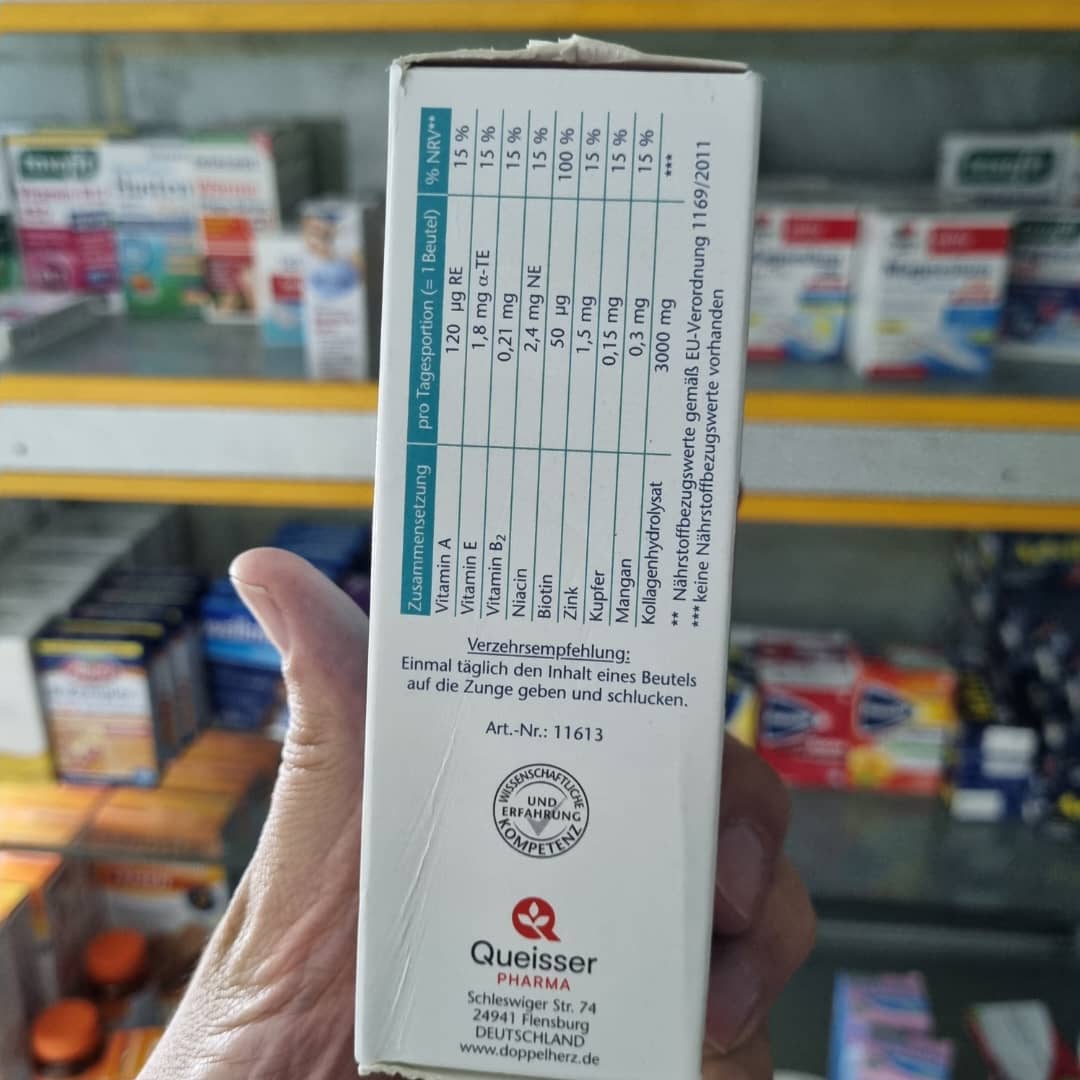 Zusammensetzung pro Tagesportion (= 1 Beutel) % NRV**
Vitamin A 120 µg RE 15 %
Vitamin E 1,8 mg α-TE 15 %
Vitamin B2 0,21 mg 15 %
Niacin 2,4 mg NE 15 %
Biotin 50 µg 100 %
Zink 1,5 mg 15 %
Kupfer 0,15 mg 15 %
Mangan 0,3 mg 15 %
Kollagenhydrolysat 3000 mg ***
** Nährstoffbezugswerte gemäß EU-Verordnung 1169/2011
*** keine Nährstoffbezugswerte vorhanden
Verzehrsempfehlung:
Einmal täglich den Inhalt eines Beutels
auf die Zunge geben und schlucken.
Art.-Nr.: 11613
WISSENSCHAFTLICHE
UND
ERFAHRUNG
KOMPETENZ
Queisser
PHARMA
Schleswiger Str. 74
24941 Flensburg
DEUTSCHLAND
www.doppelherz.de